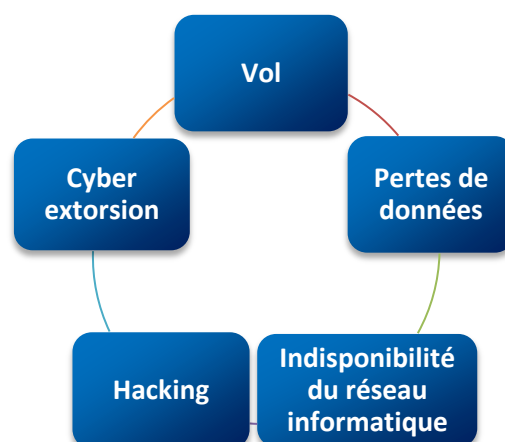 Vol
Pertes de
données
Indisponibilité
du réseau
informatique
Hacking
Cyber
extorsion